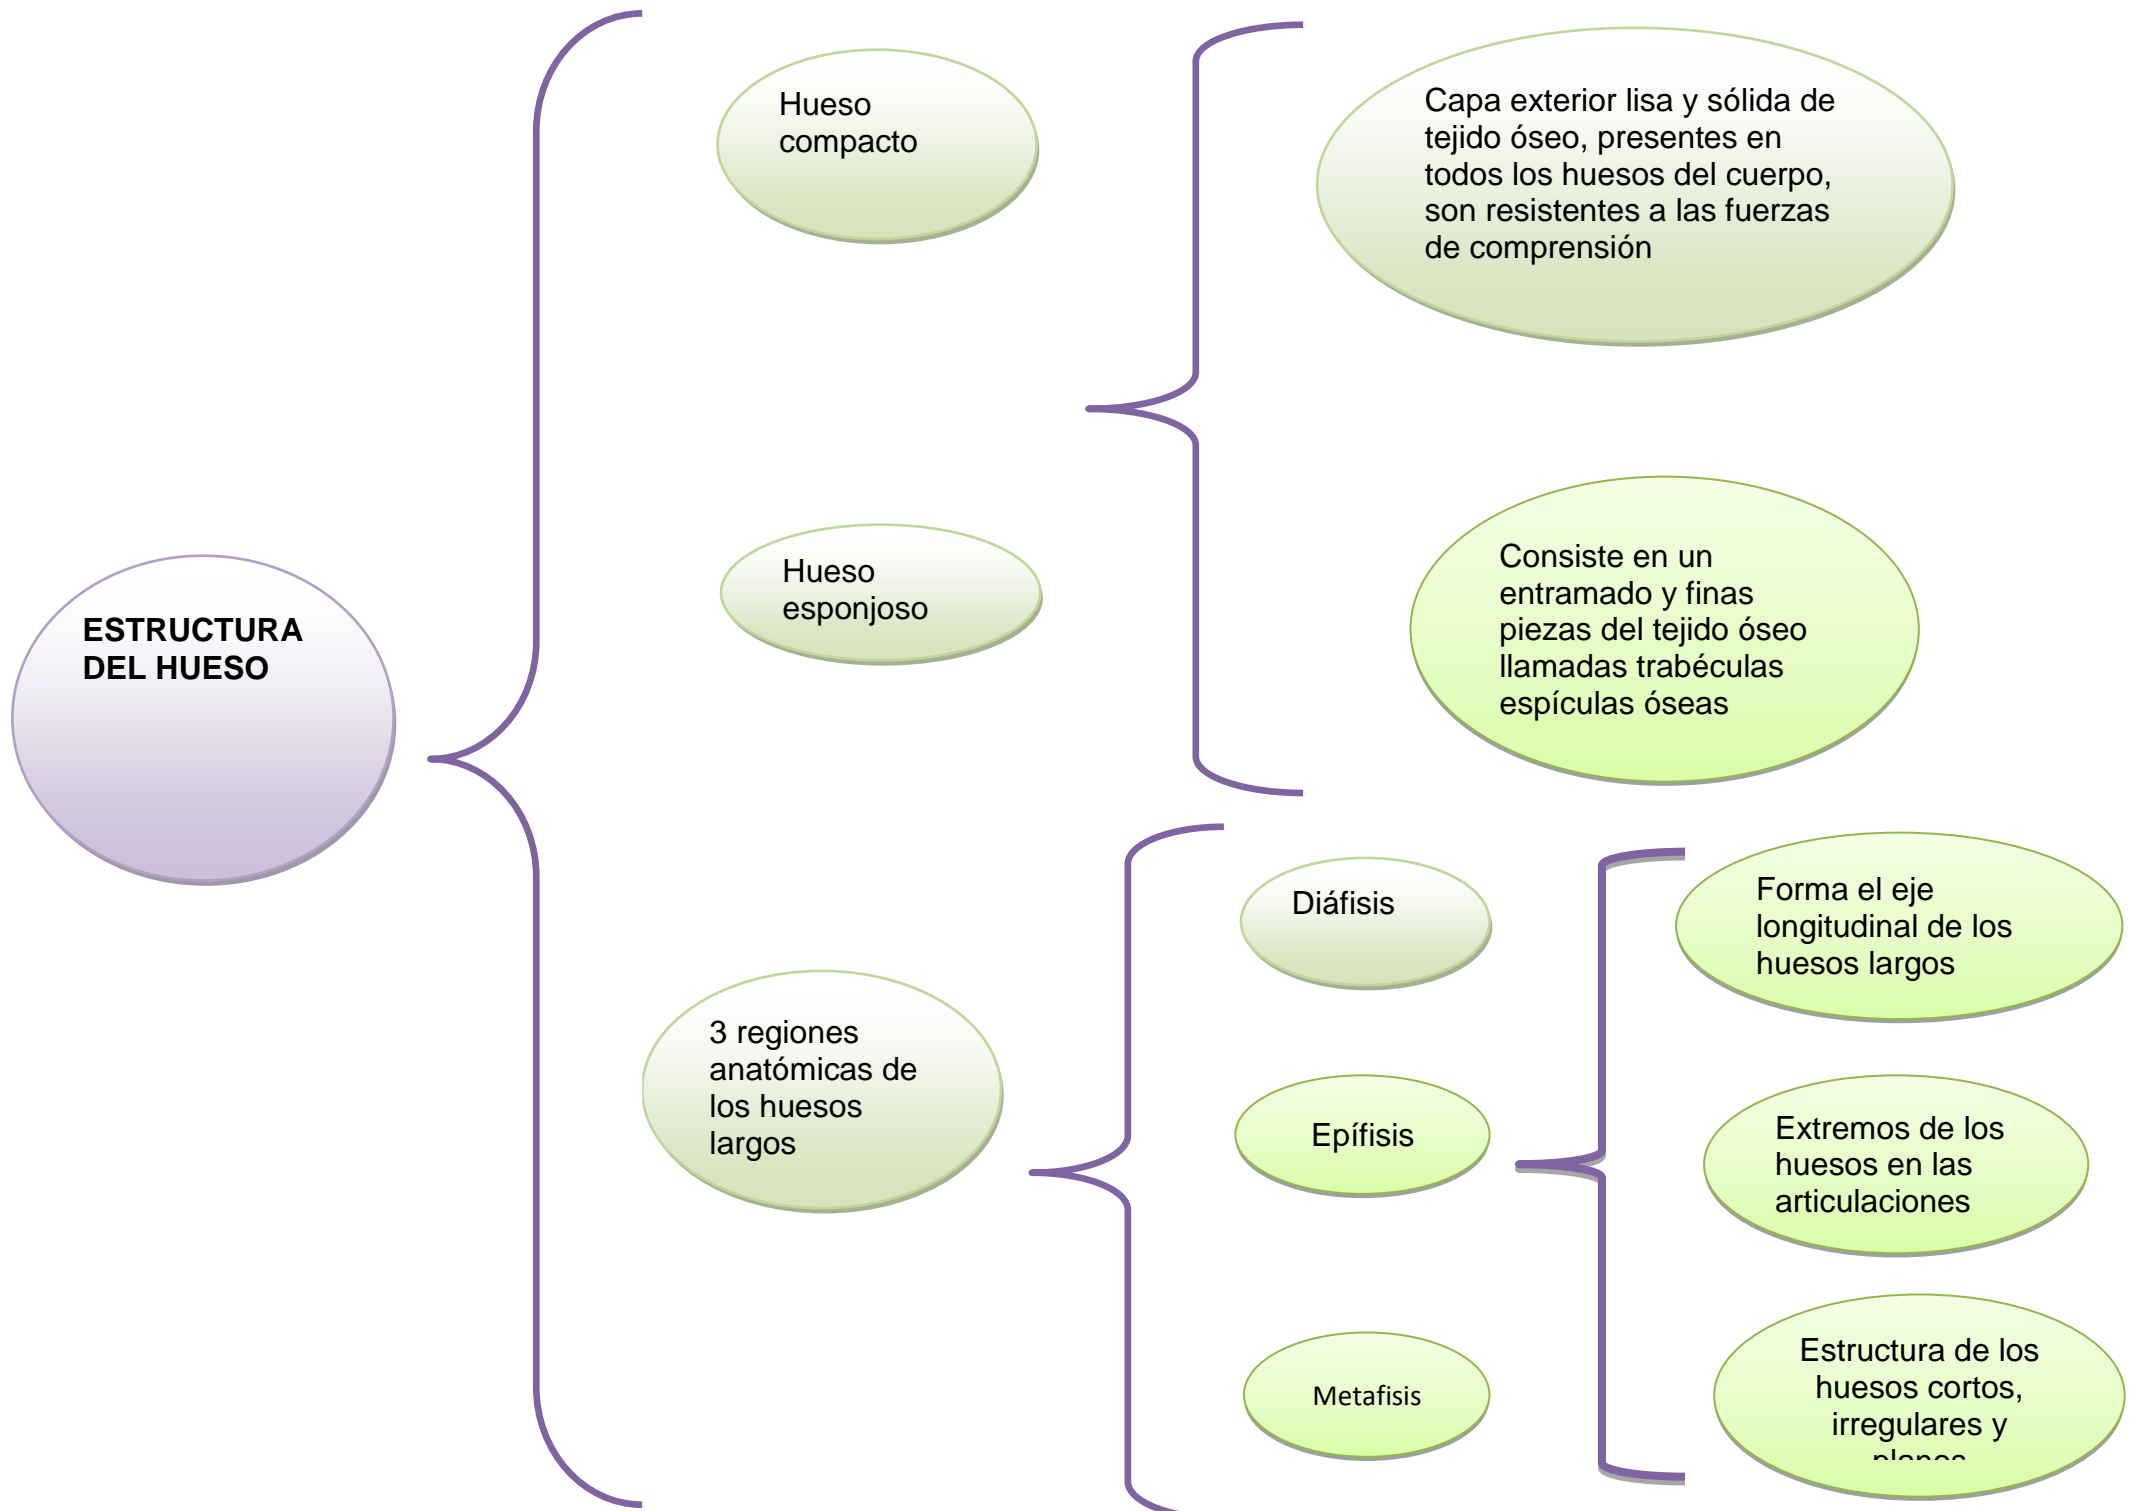 ESTRUCTURA
DEL HUESO
Hueso
compacto
Capa exterior lisa y sólida de
tejido óseo, presentes en
todos los huesos del cuerpo,
son resistentes a las fuerzas
de comprensión
Hueso
esponjoso
Consiste en un
entramado y finas
piezas del tejido óseo
llamadas trabéculas
espículas óseas
3 regiones
anatómicas de
los huesos
largos
Diáfisis
Forma el eje
longitudinal de los
huesos largos
Epífisis
Extremos de los
huesos en las
articulaciones
Metafisis
Estructura de los
huesos cortos,
irregulares y
planos